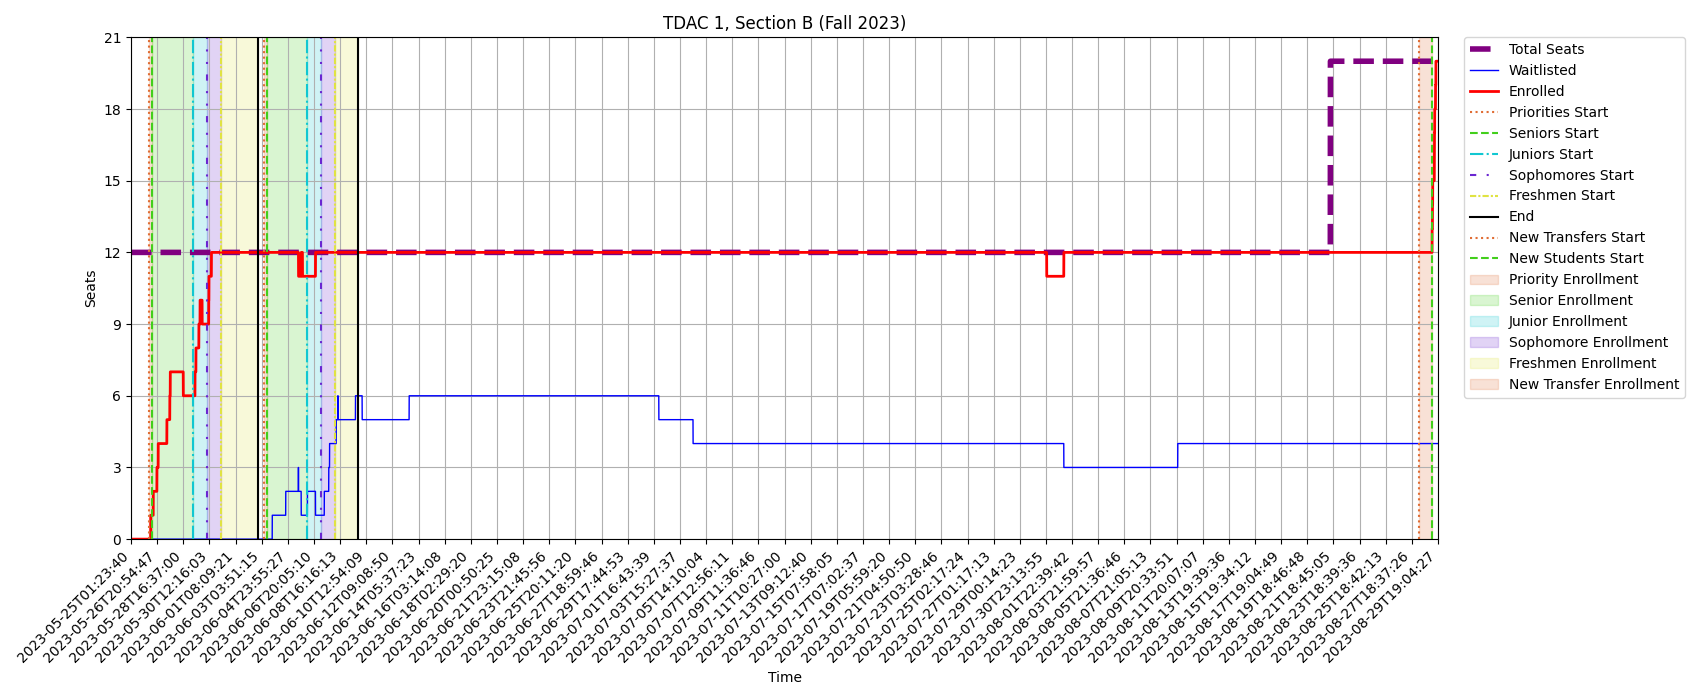 TDAC 1, Section B (Fall 2023)
Seats
21
18
15
12
9
6
3
0
2023-05-25T01:23:40
2023-05-26T20:54:47
2023-05-28T16:37:00
2023-05-30T12:16:03
2023-06-01T08:09:21
2023-06-03T03:51:15
2023-06-04T23:55:27
2023-06-06T20:05:10
2023-06-08T16:16:13
2023-06-10T12:54:09
2023-06-12T09:08:50
2023-06-14T05:37:23
2023-06-16T03:14:08
2023-06-18T02:29:20
2023-06-20T00:50:25
2023-06-21T23:15:08
2023-06-23T21:45:56
2023-06-25T20:11:20
2023-06-27T18:59:46
2023-06-29T17:44:53
2023-07-01T16:43:39
2023-07-03T15:27:37
2023-07-05T14:10:04
2023-07-07T12:56:11
2023-07-09T11:36:46
2023-07-11T10:27:00
2023-07-13T09:12:40
2023-07-15T07:58:05
2023-07-17T07:02:37
2023-07-19T05:59:20
2023-07-21T04:50:50
2023-07-23T03:28:46
2023-07-25T02:17:24
2023-07-27T01:17:13
2023-07-29T00:14:23
2023-07-30T23:13:55
2023-08-01T22:39:42
2023-08-03T21:59:57
2023-08-05T21:36:46
2023-08-07T21:05:13
2023-08-09T20:33:51
2023-08-11T20:07:07
2023-08-13T19:39:36
2023-08-15T19:34:12
2023-08-17T19:04:49
2023-08-19T18:46:48
2023-08-21T18:45:05
2023-08-23T18:39:36
2023-08-25T18:42:13
2023-08-27T18:37:26
2023-08-29T19:04:27
Time
Total Seats
Waitlisted
Enrolled
Priorities Start
Seniors Start
Juniors Start
Sophomores Start
Freshmen Start
End
New Transfers Start
New Students Start
Priority Enrollment
Senior Enrollment
Junior Enrollment
Sophomore Enrollment
Freshmen Enrollment
New Transfer Enrollment